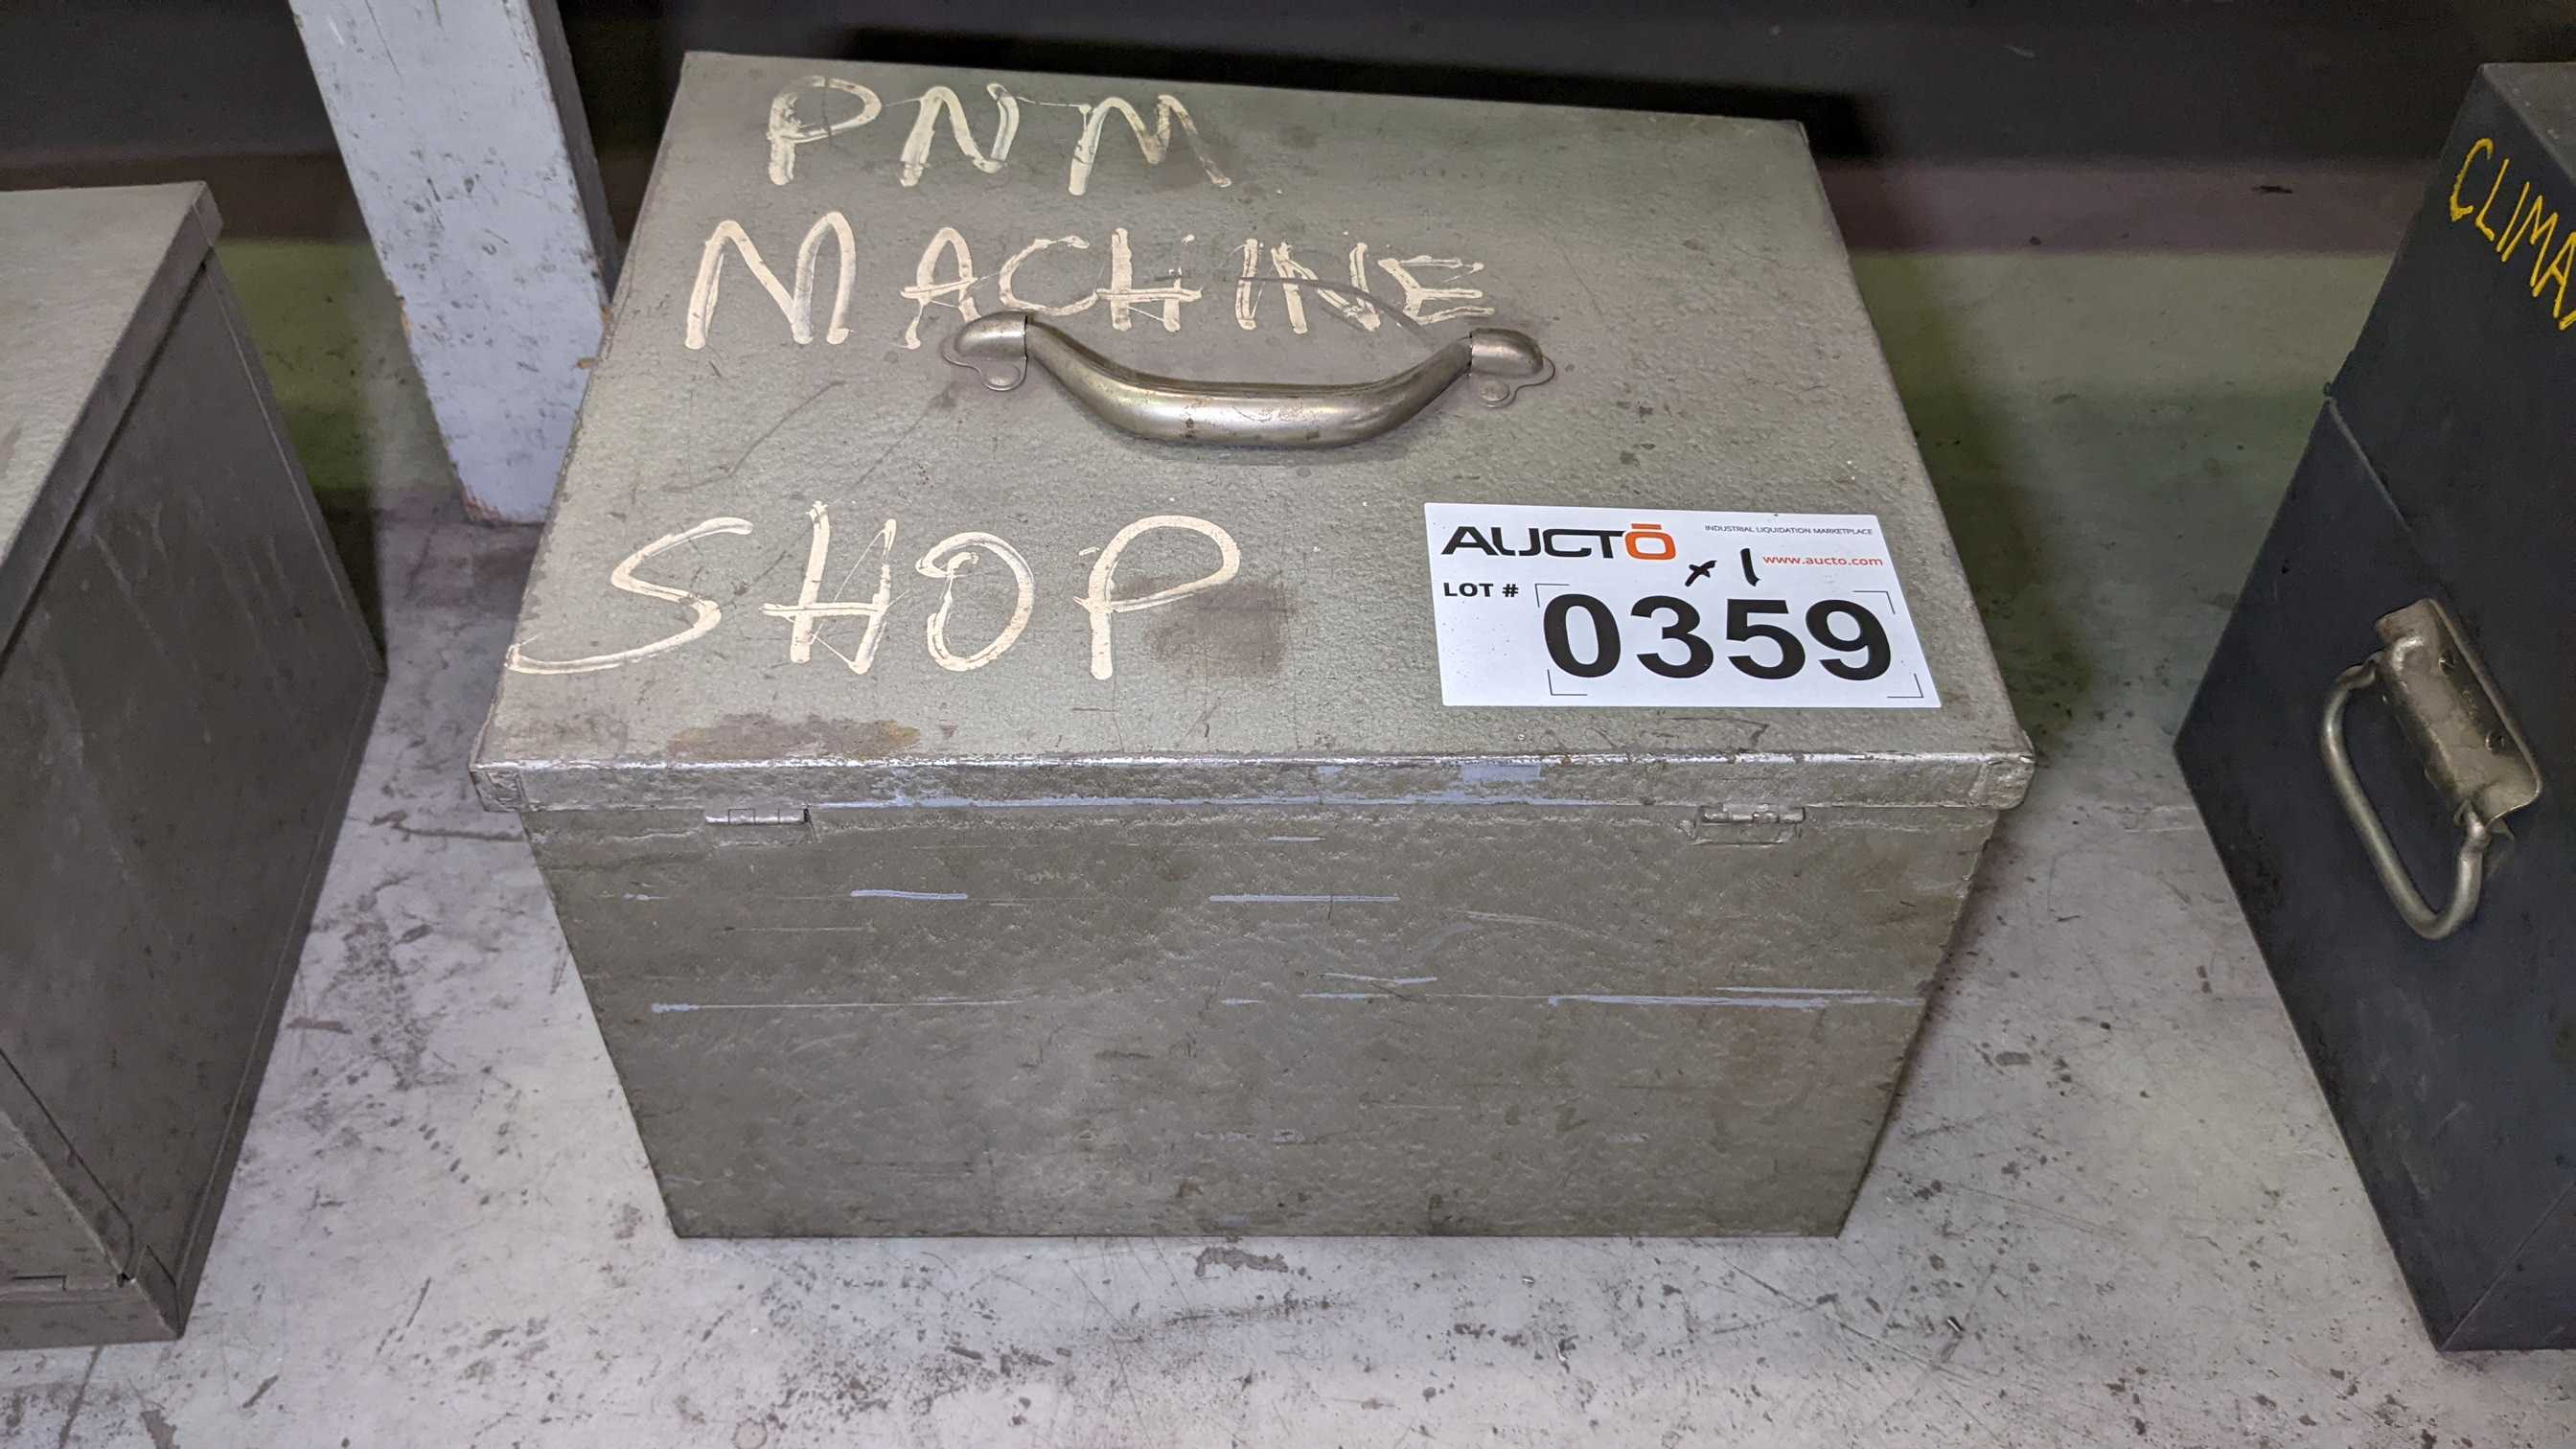 PNM
MACHINE
SHOP
AUCTŌ
INDUSTRIAL LIQUIDATION MARKETPLACE
www.aucto.com
x 1
LOT #
0359
CLIMA